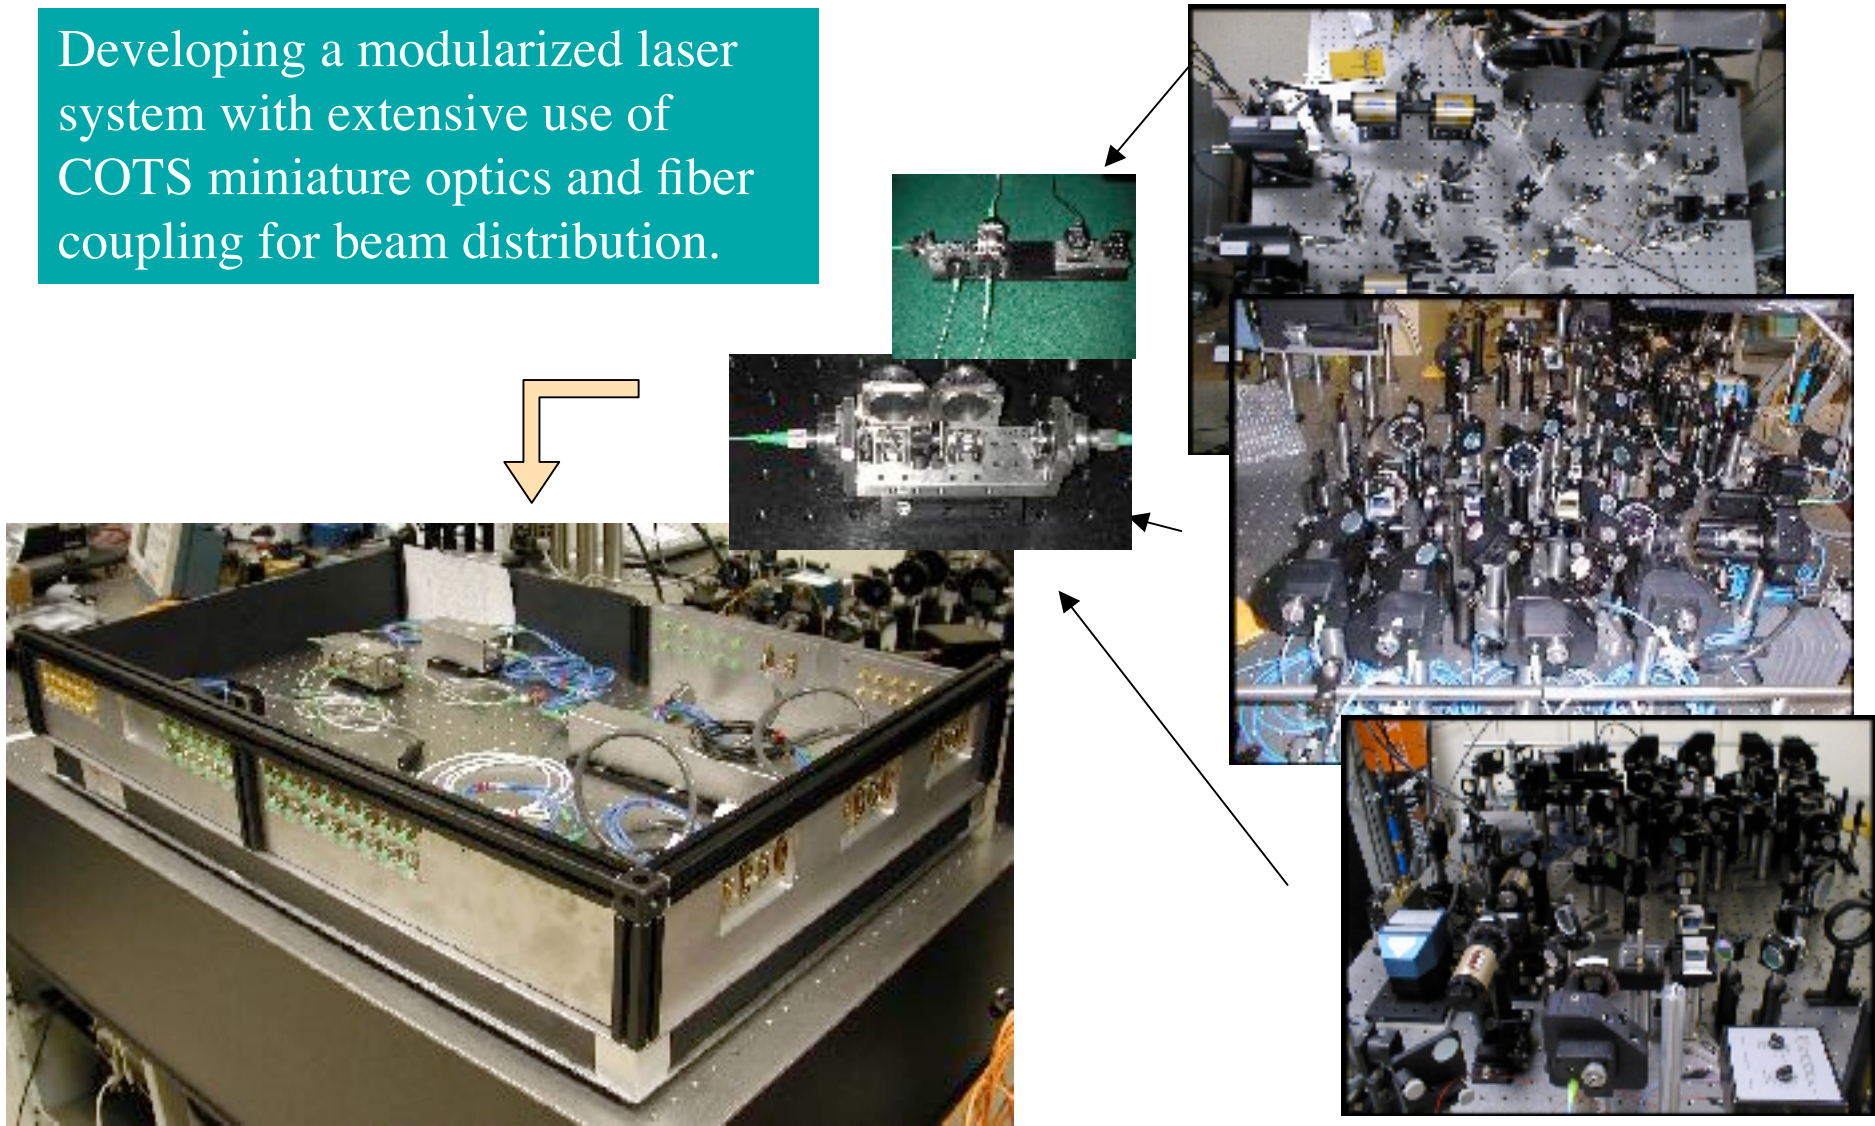 Developing a modularized laser
system with extensive use of
COTS miniature optics and fiber
coupling for beam distribution.